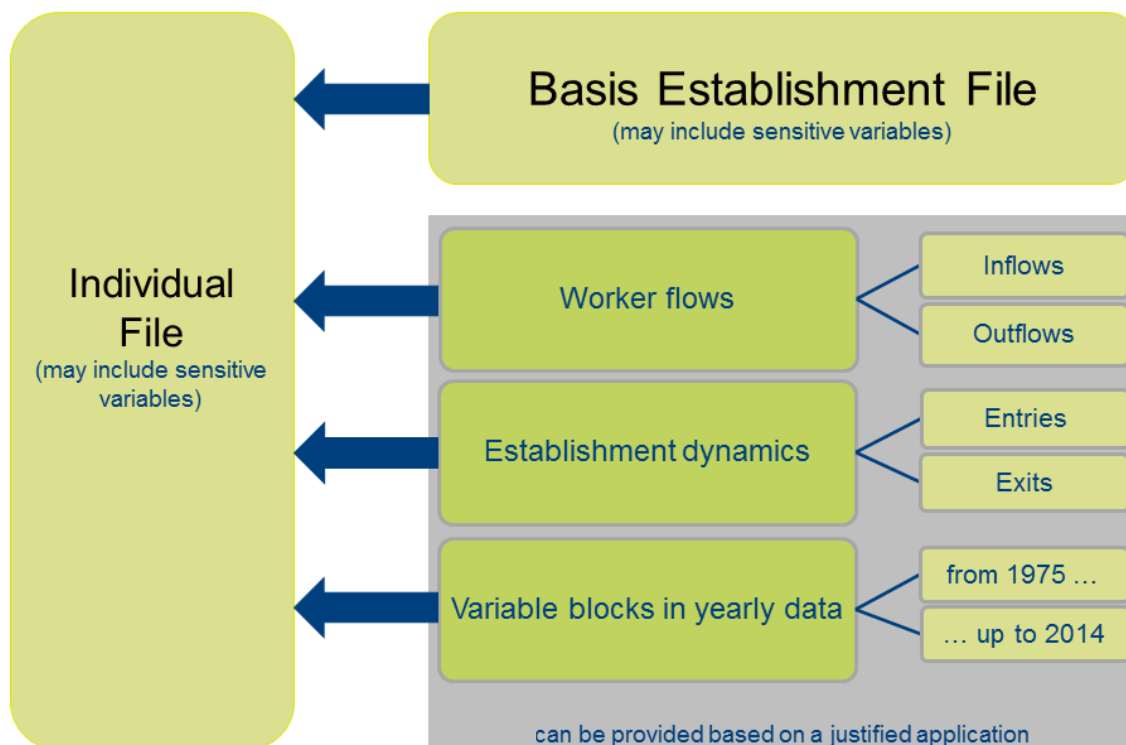 Basis Establishment File
(may include sensitive variables)
Individual
File
(may include sensitive
variables)
Worker flows
Inflows
Outflows
Establishment dynamics
Entries
Exits
Variable blocks in yearly data
from 1975 ...
... up to 2014
can be provided based on a justified application